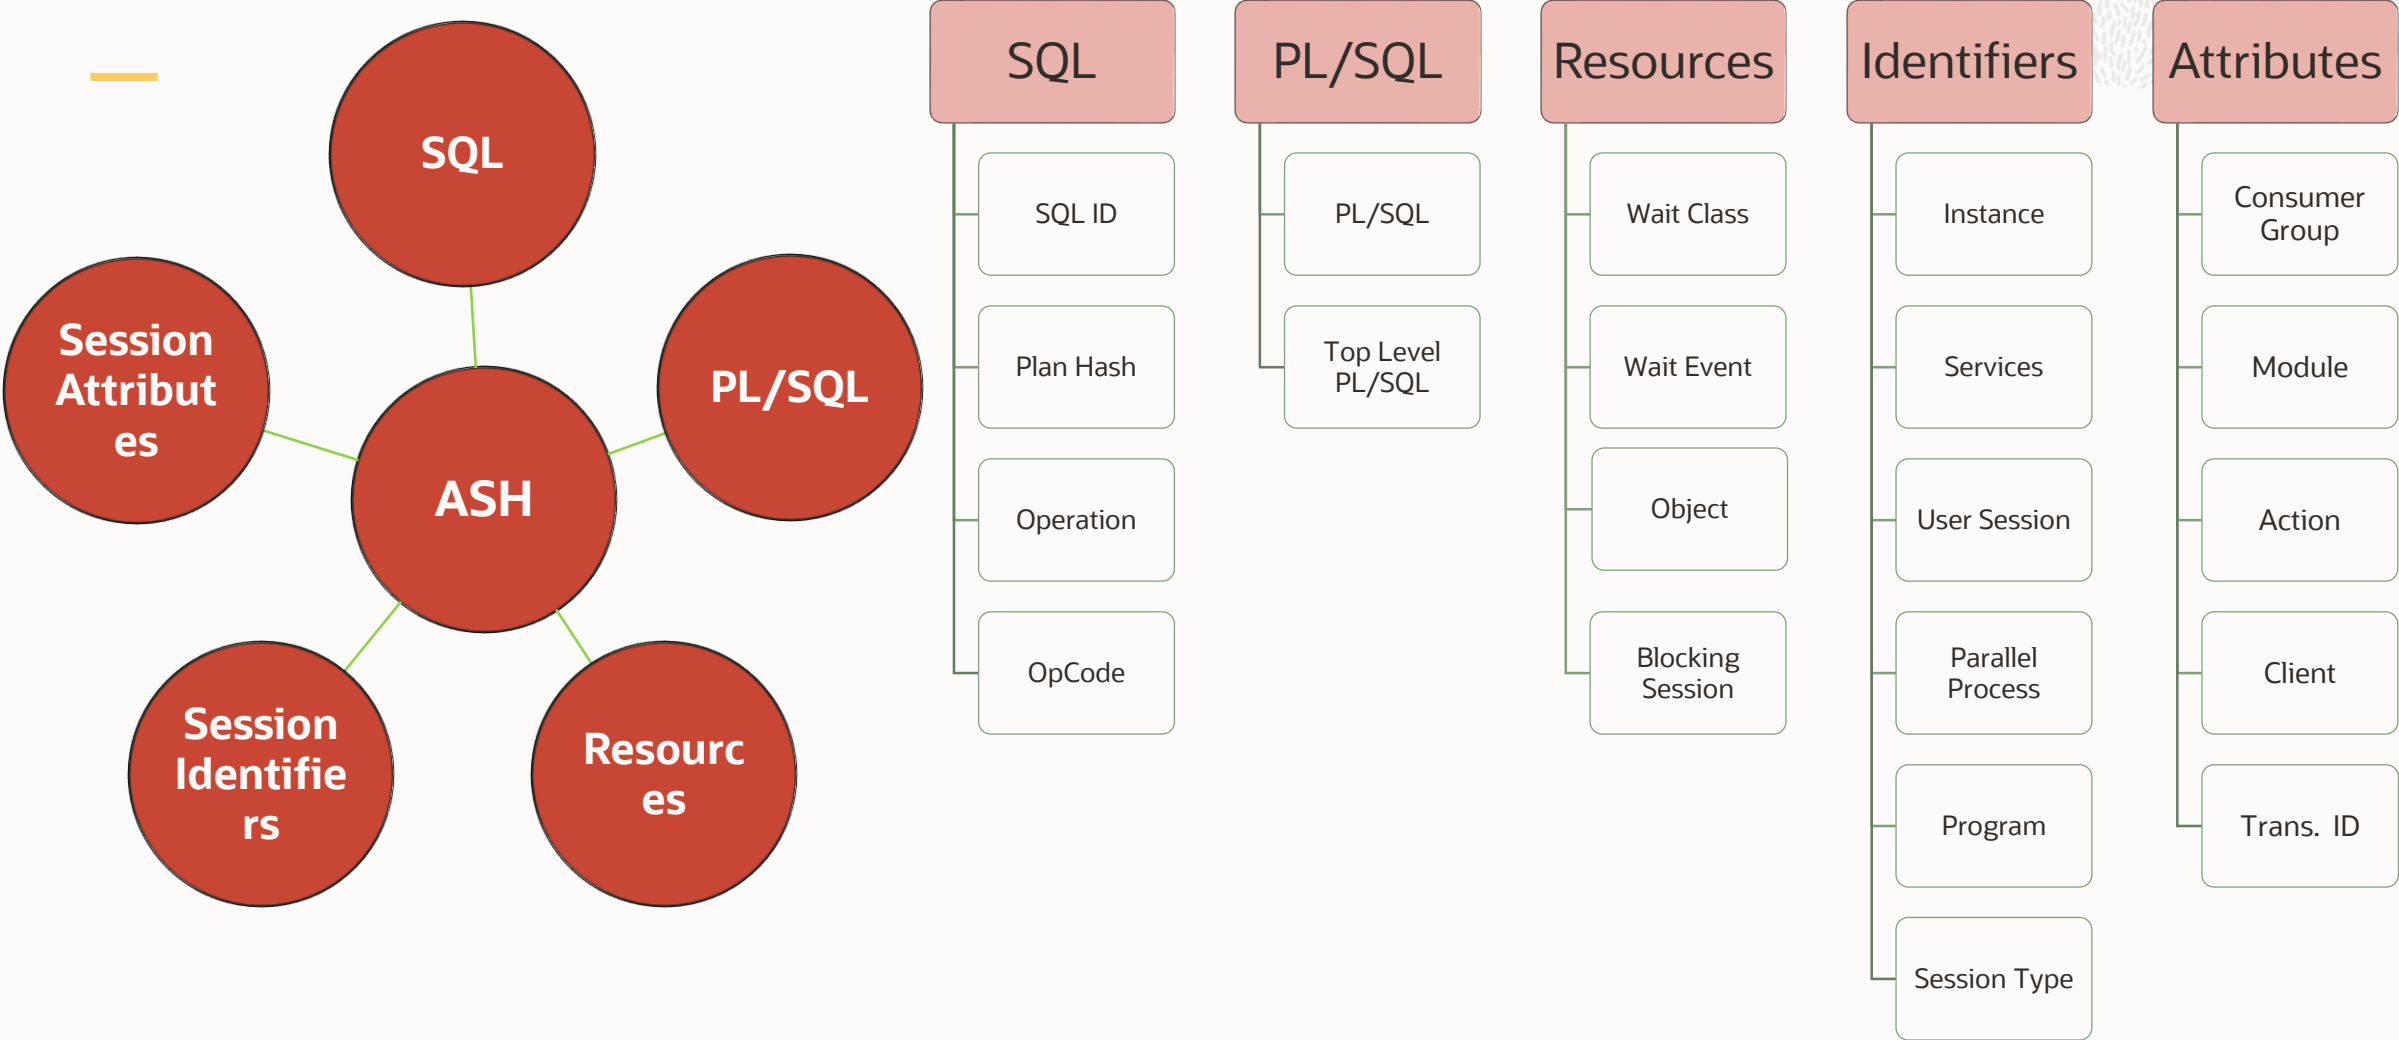 SQL
Session
Attribut
es
PL/SQL
ASH
Session
Identifie
rs
Resourc
es
SQL
SQL ID
Plan Hash
Operation
OpCode
PL/SQL
PL/SQL
Top Level
PL/SQL
Resources
Wait Class
Wait Event
Object
Blocking
Session
Identifiers
Instance
Services
User Session
Parallel
Process
Program
Session Type
Attributes
Consumer
Group
Module
Action
Client
Trans. ID